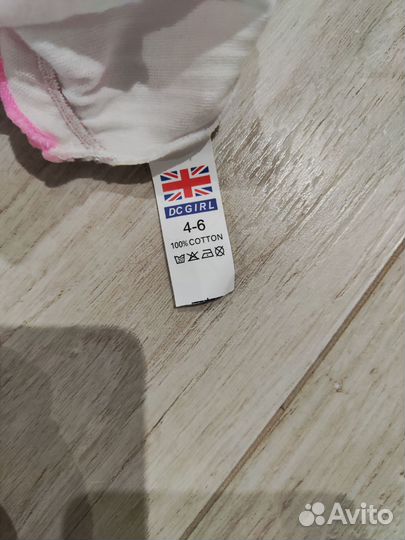 DC GIRL
4-6
100% COTTON
Avito